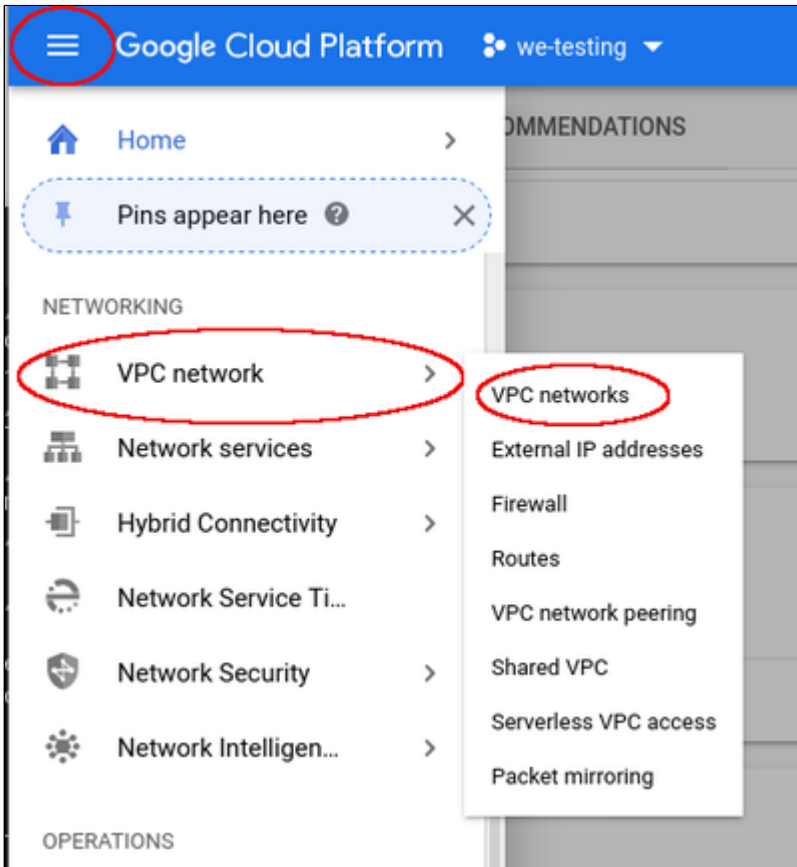 Google Cloud Platform we-testing
Home
OMMENDATIONS
Pins appear here
NETWORKING
VPC network
Network services
Hybrid Connectivity
Network Service Ti...
Network Security
Network Intelligen...
OPERATIONS
VPC networks
External IP addresses
Firewall
Routes
VPC network peering
Shared VPC
Serverless VPC access
Packet mirroring